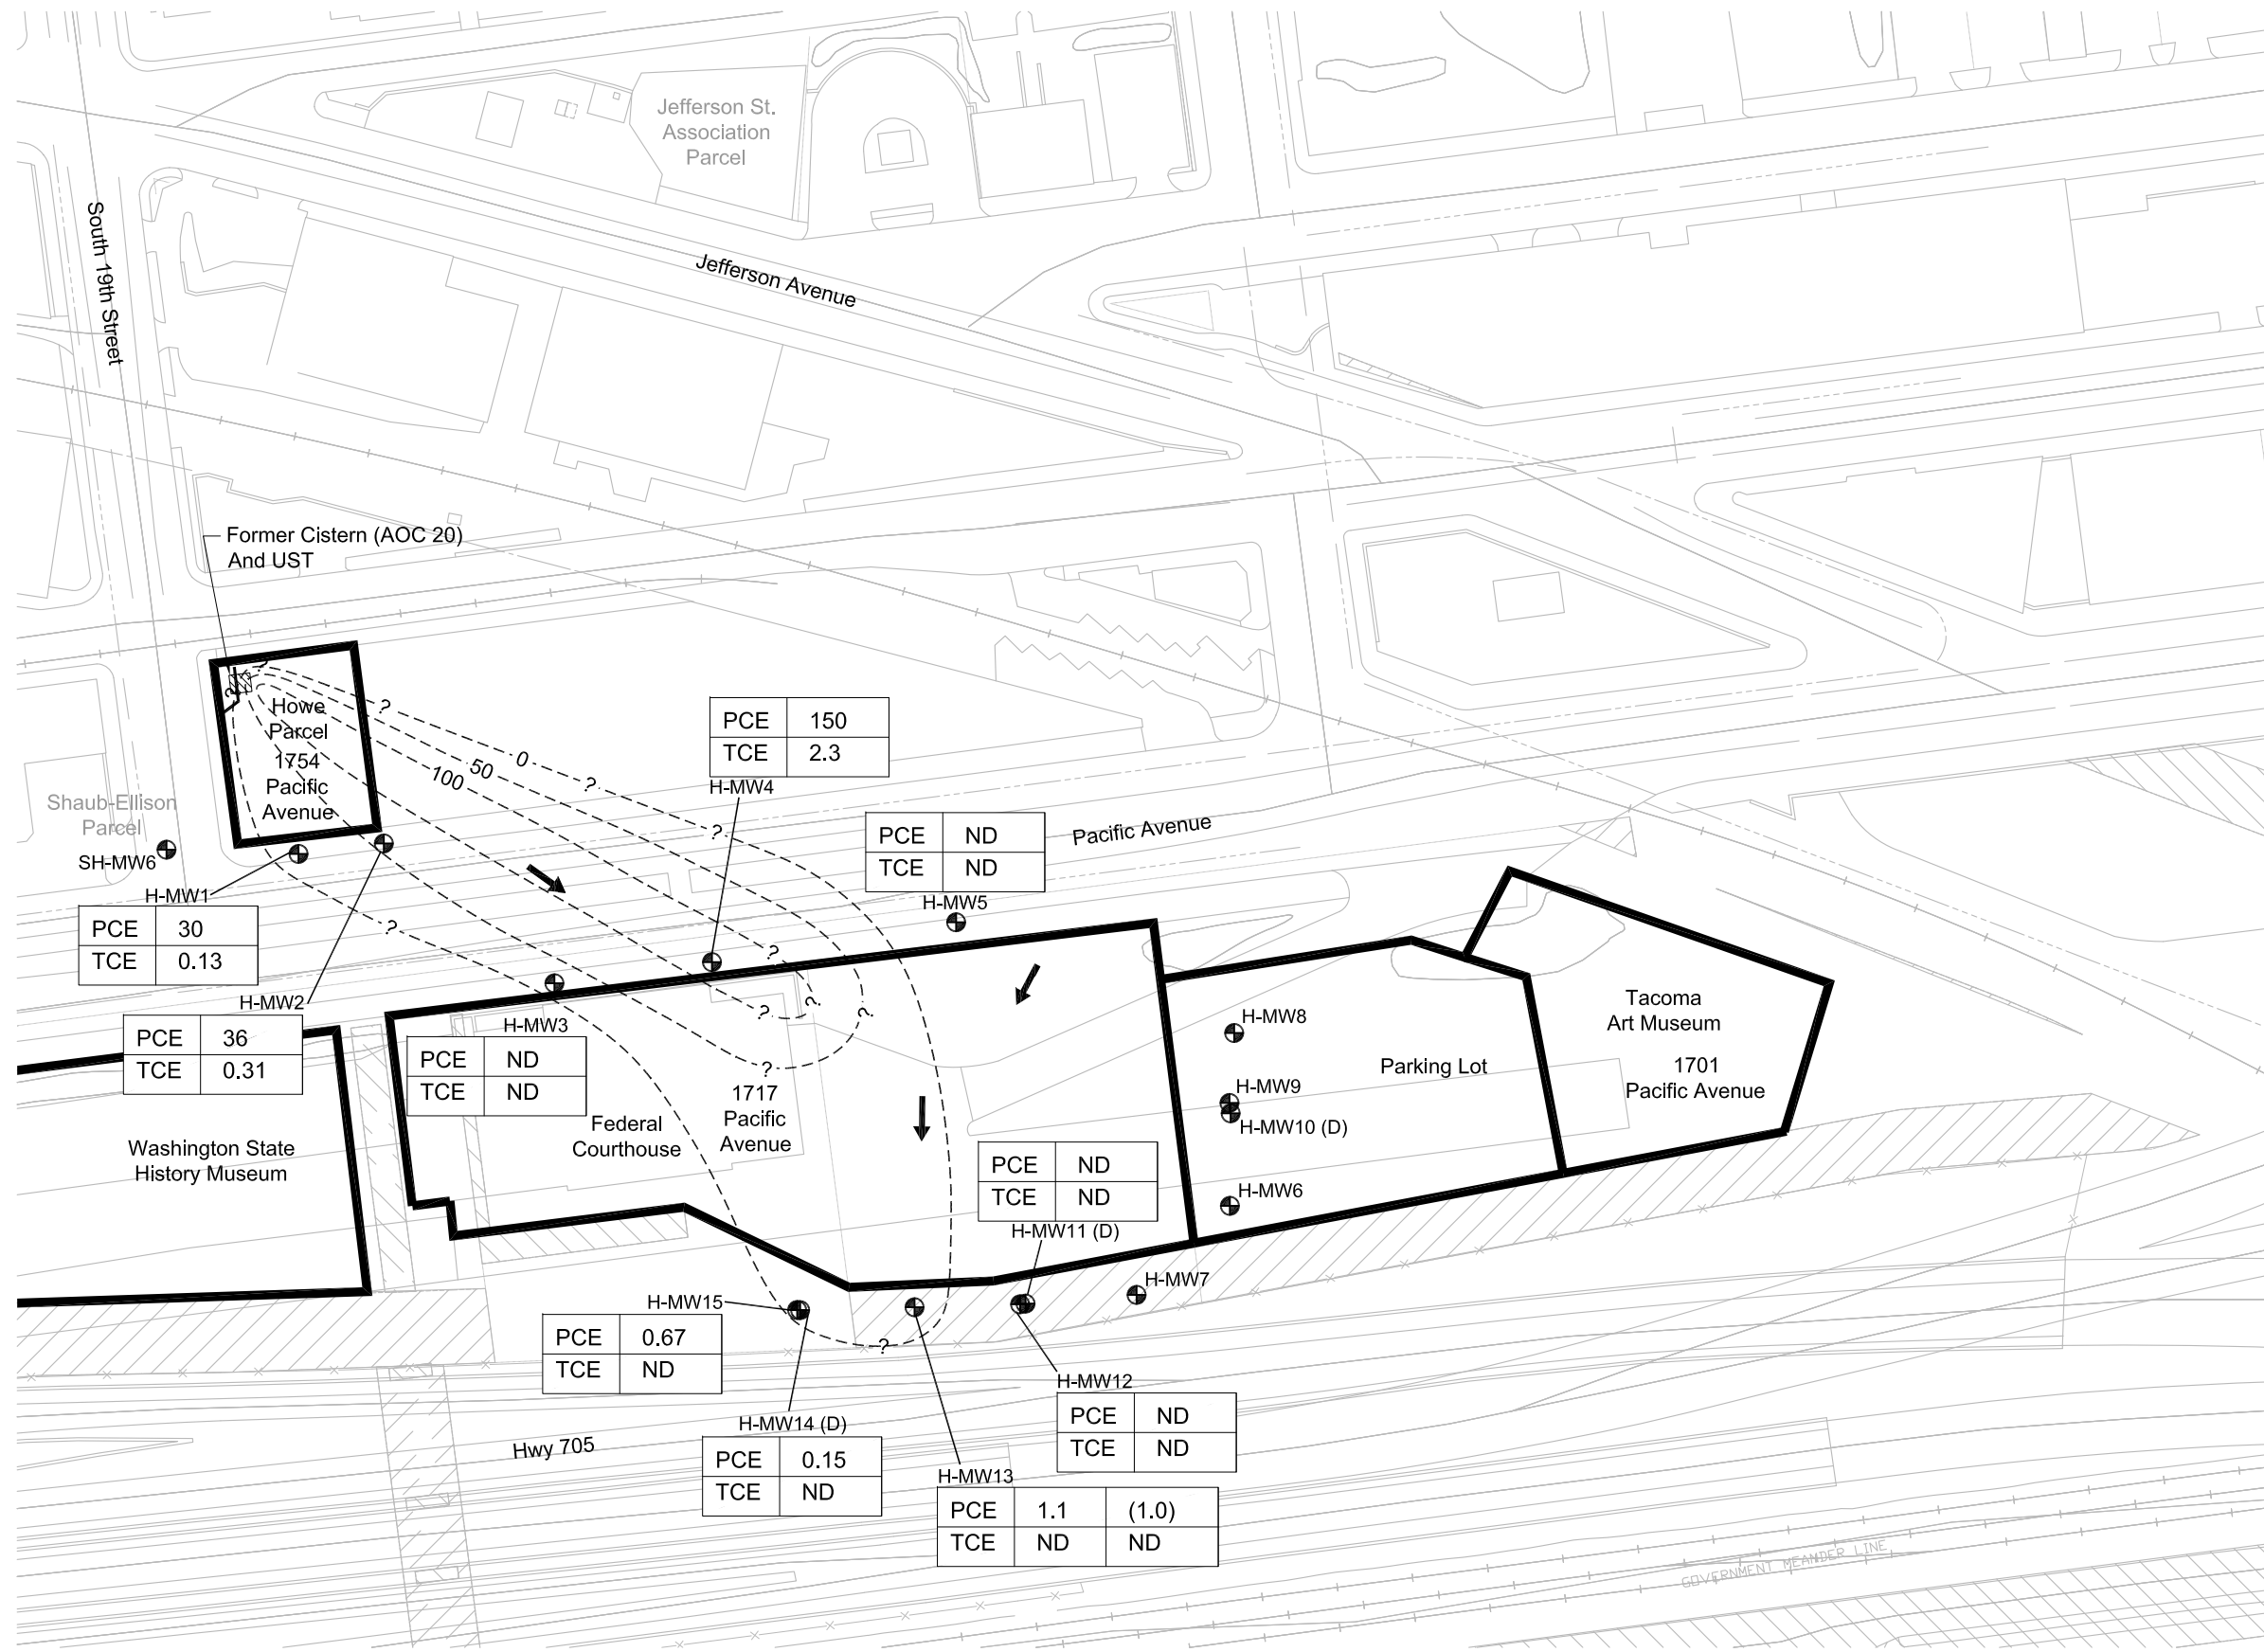 Jefferson St.
Association
Parcel
South 19th Street
Jefferson Avenue
Former Cistern (AOC 20)
And UST
?
?
Howe
Parcel
1754
Pacific
Avenue
?
0
?
50
100
?
PCE 150
TCE 2.3
H-MW4
Shaub-Ellison
Parcel
SH-MW6
PCE ND
TCE ND
H-MW5
Pacific Avenue
H-MW1
PCE 30
TCE 0.13
?
?
?
?
?
?
H-MW2
PCE 36
TCE 0.31
H-MW3
PCE ND
TCE ND
H-MW8
Tacoma
Art Museum
1701
Pacific Avenue
Parking Lot
H-MW9
H-MW10 (D)
1717
Pacific
Avenue
Federal
Courthouse
Washington State
History Museum
PCE ND
TCE ND
H-MW11 (D)
H-MW6
H-MW7
H-MW15
PCE 0.67
TCE ND
?
H-MW12
PCE ND
TCE ND
H-MW14 (D)
PCE 0.15
TCE ND
Hwy 705
H-MW13
PCE 1.1 (1.0)
TCE ND ND
GOVERNMENT MEANDER LINE